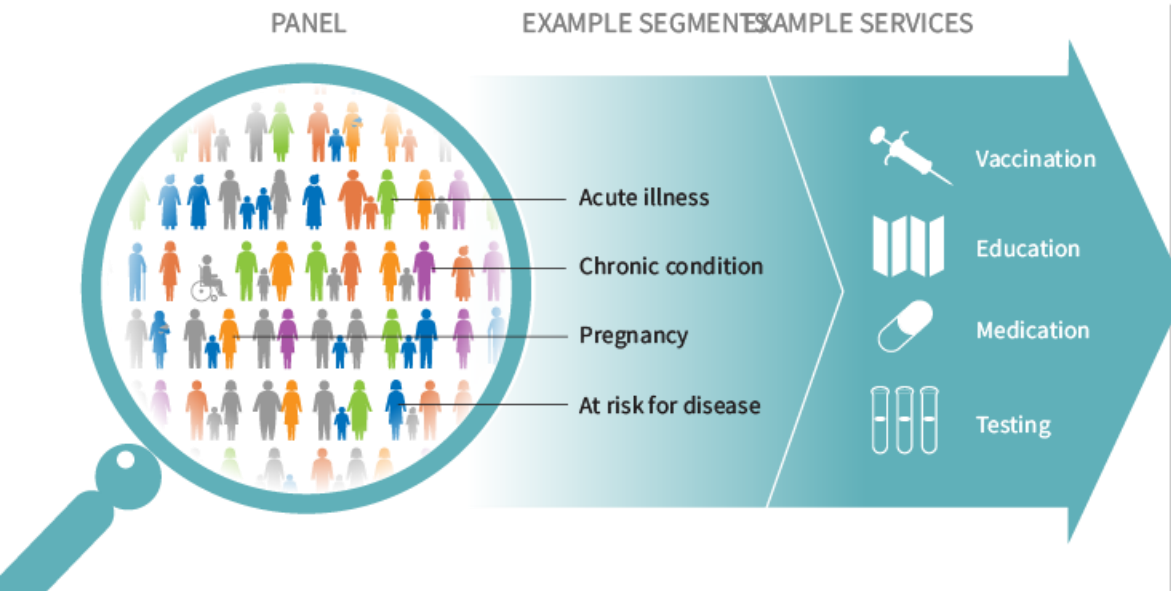 PANEL
EXAMPLE SEGMENTS
EXAMPLE SERVICES
Acute illness
Chronic condition
Pregnancy
At risk for disease
Vaccination
Education
Medication
Testing